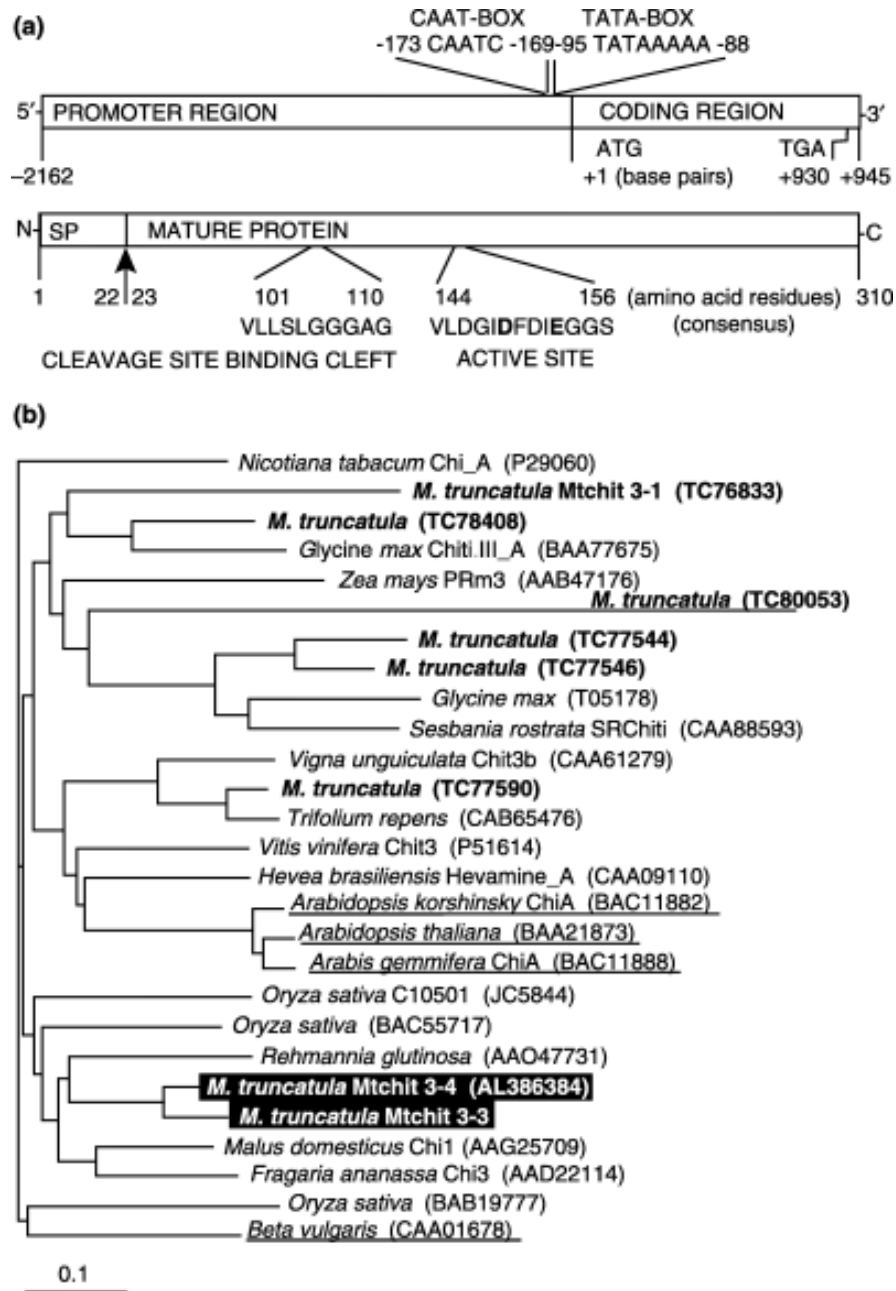 (a)
CAAT-BOX TATA-BOX
-173 CAATC -169-95 TATAAAAA -88
5′ PROMOTER REGION CODING REGION -3′
ATG TGA
–2162 +1 (base pairs) +930 +945
N- SP MATURE PROTEIN -C
1 22 23 101 110 144 156 (amino acid residues) 310
VLLSLGGGAG VLDGIDFDIEGGS (consensus)
CLEAVAGE SITE BINDING CLEFT ACTIVE SITE
(b)
Nicotiana tabacum Chi_A (P29060)
M. truncatula Mtchit 3-1 (TC76833)
M. truncatula (TC78408)
Glycine max Chiti.III_A (BAA77675)
Zea mays PRm3 (AAB47176)
M. truncatula (TC80053)
M. truncatula (TC77544)
M. truncatula (TC77546)
Glycine max (T05178)
Sesbania rostrata SRChiti (CAA88593)
Vigna unguiculata Chit3b (CAA61279)
M. truncatula (TC77590)
Trifolium repens (CAB65476)
Vitis vinifera Chit3 (P51614)
Hevea brasiliensis Hevamine_A (CAA09110)
Arabidopsis korshinsky ChiA (BAC11882)
Arabidopsis thaliana (BAA21873)
Arabis gemmifera ChiA (BAC11888)
Oryza sativa C10501 (JC5844)
Oryza sativa (BAC55717)
Rehmannia glutinosa (AAO47731)
M. truncatula Mtchit 3-4 (AL386384)
M. truncatula Mtchit 3-3
Malus domesticus Chi1 (AAG25709)
Fragaria ananassa Chi3 (AAD22114)
Oryza sativa (BAB19777)
Beta vulgaris (CAA01678)
0.1